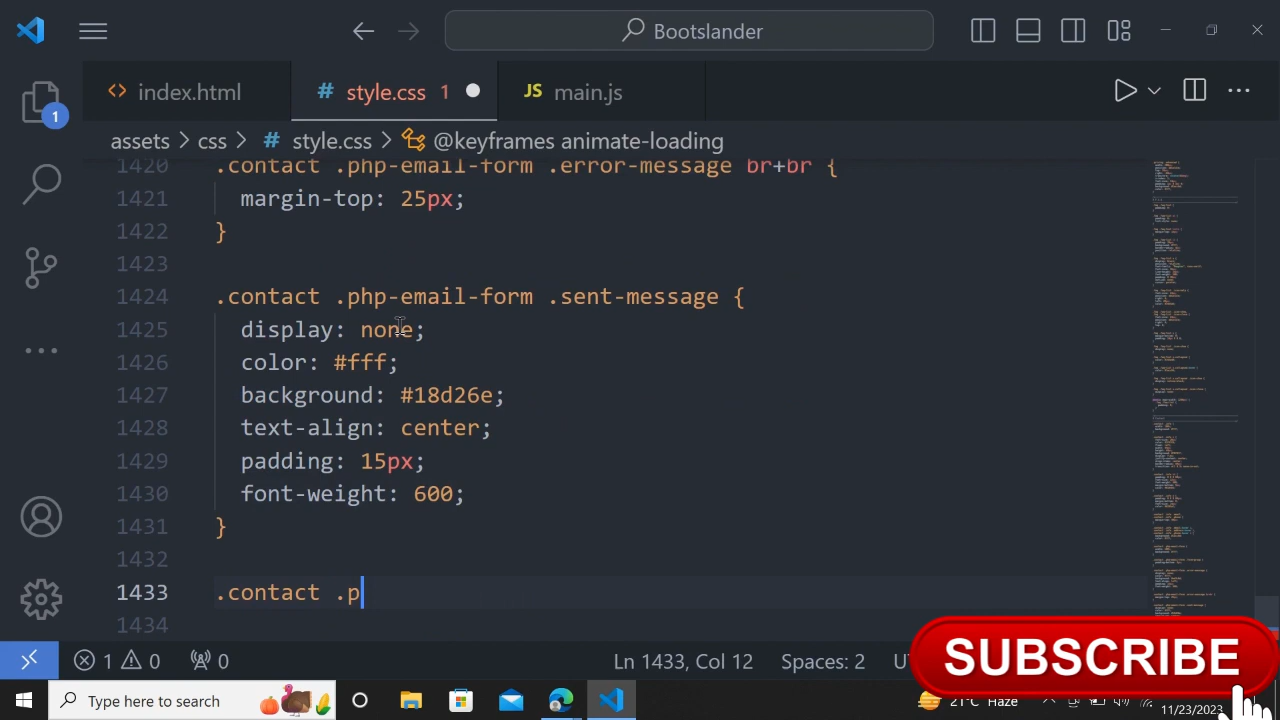 Bootslander
index.html
style.css 1
main.js
1
assets > css > # style.css > @keyframes animate-loading
1420 .contact .php-email-form .error-message br+br {
1421 margin-top: 25px;
1422 }
1423
1424 .contact .php-email-form .sent-message {
1425 display: none;
1426 color: #fff;
1427 background: #18d26e;
1428 text-align: center;
1429 padding: 15px;
1430 font-weight: 600;
1431 }
1432
1433 .contact .p
1434
1 0 0 Ln 1433, Col 12 Spaces: 2
SUBSCRIBE
Type here to search
21°C Haze
11/23/2023